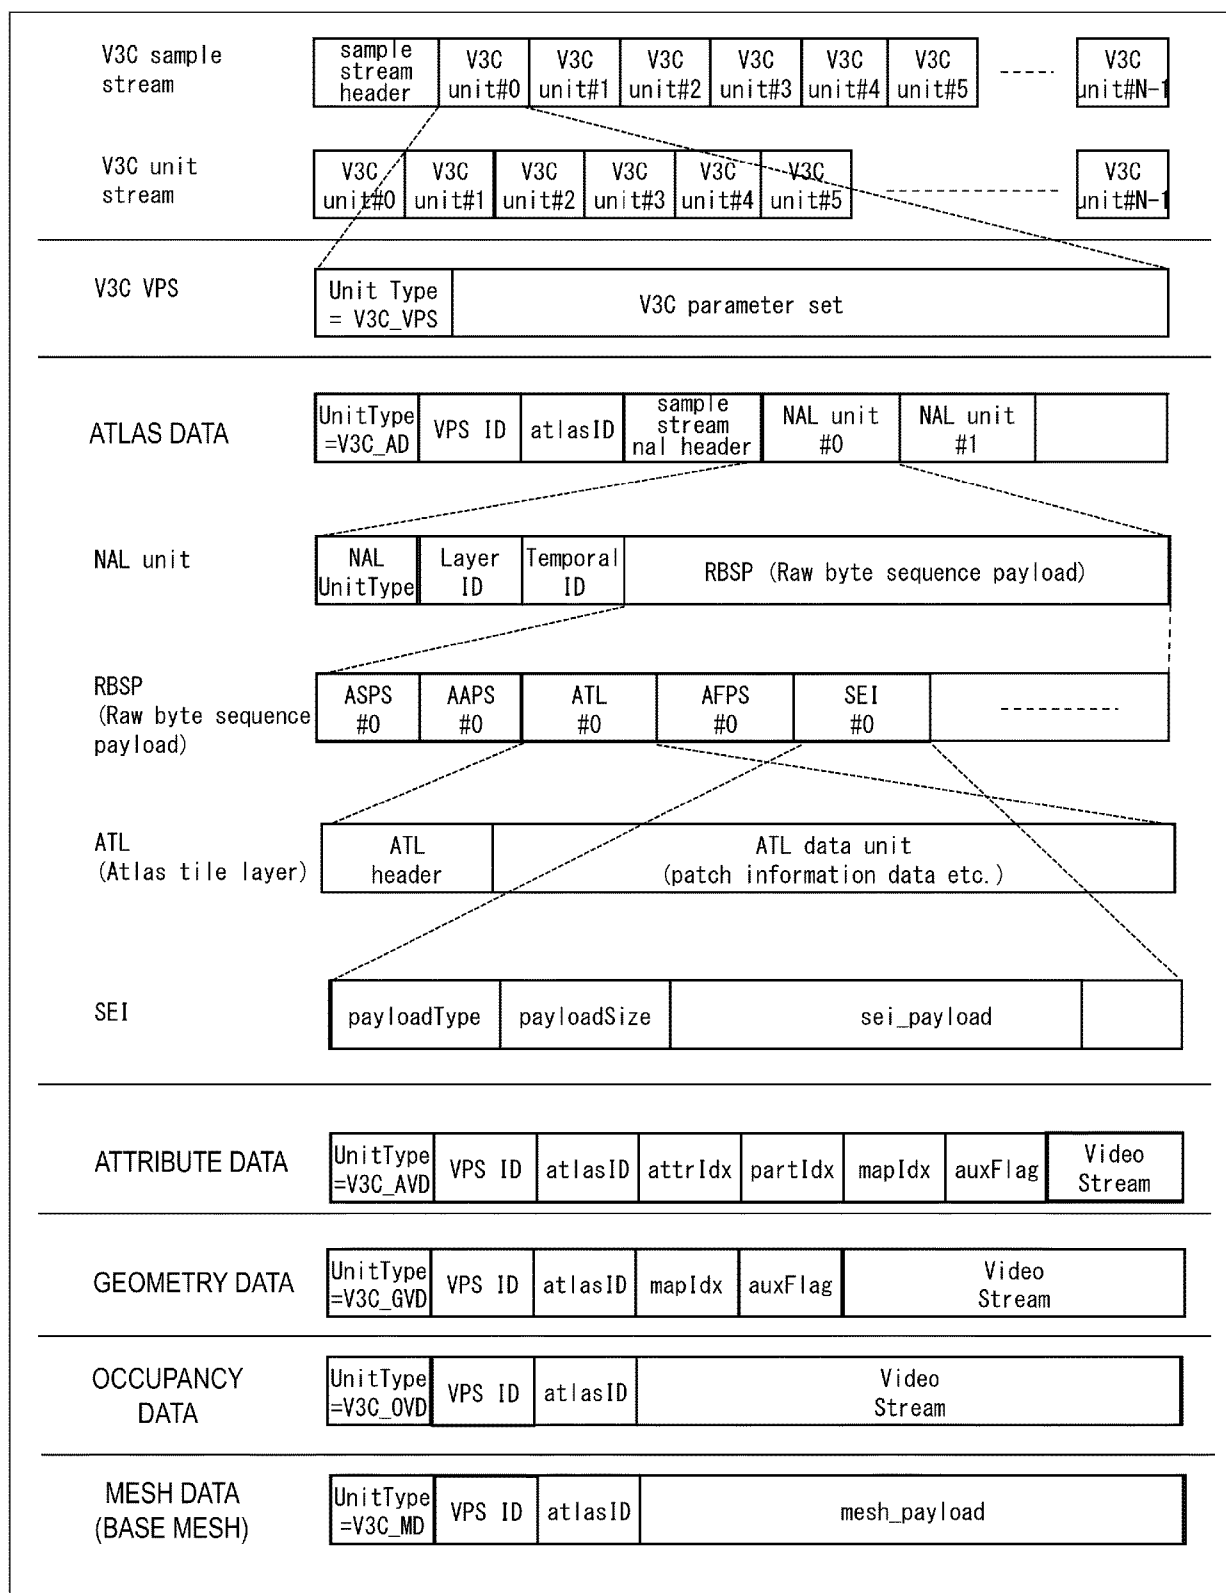 V3C sample
stream
sample
stream
header
V3C
unit#0
V3C
unit#1
V3C
unit#2
V3C
unit#3
V3C
unit#4
V3C
unit#5
V3C
unit#N-1
V3C unit
stream
V3C
unit#0
V3C
unit#1
V3C
unit#2
V3C
unit#3
V3C
unit#4
V3C
unit#5
V3C
unit#N-1
V3C VPS
Unit Type
= V3C_VPS
V3C parameter set
ATLAS DATA
UnitType
=V3C_AD
VPS ID
atlasID
sample
stream
nal header
NAL unit
#0
NAL unit
#1
NAL unit
NAL
UnitType
Layer
ID
Temporal
ID
RBSP (Raw byte sequence payload)
RBSP
(Raw byte sequence
payload)
ASPS
#0
AAPS
#0
ATL
#0
AFPS
#0
SEI
#0
ATL
(Atlas tile layer)
ATL
header
ATL data unit
(patch information data etc.)
SEI
payloadType
payloadSize
sei_payload
ATTRIBUTE DATA
UnitType
=V3C_AVD
VPS ID
atlasID
attrIdx
partIdx
mapIdx
auxFlag
Video
Stream
GEOMETRY DATA
UnitType
=V3C_GVD
VPS ID
atlasID
mapIdx
auxFlag
Video
Stream
OCCUPANCY
DATA
UnitType
=V3C_OVD
VPS ID
atlasID
Video
Stream
MESH DATA
(BASE MESH)
UnitType
=V3C_MD
VPS ID
atlasID
mesh_payload